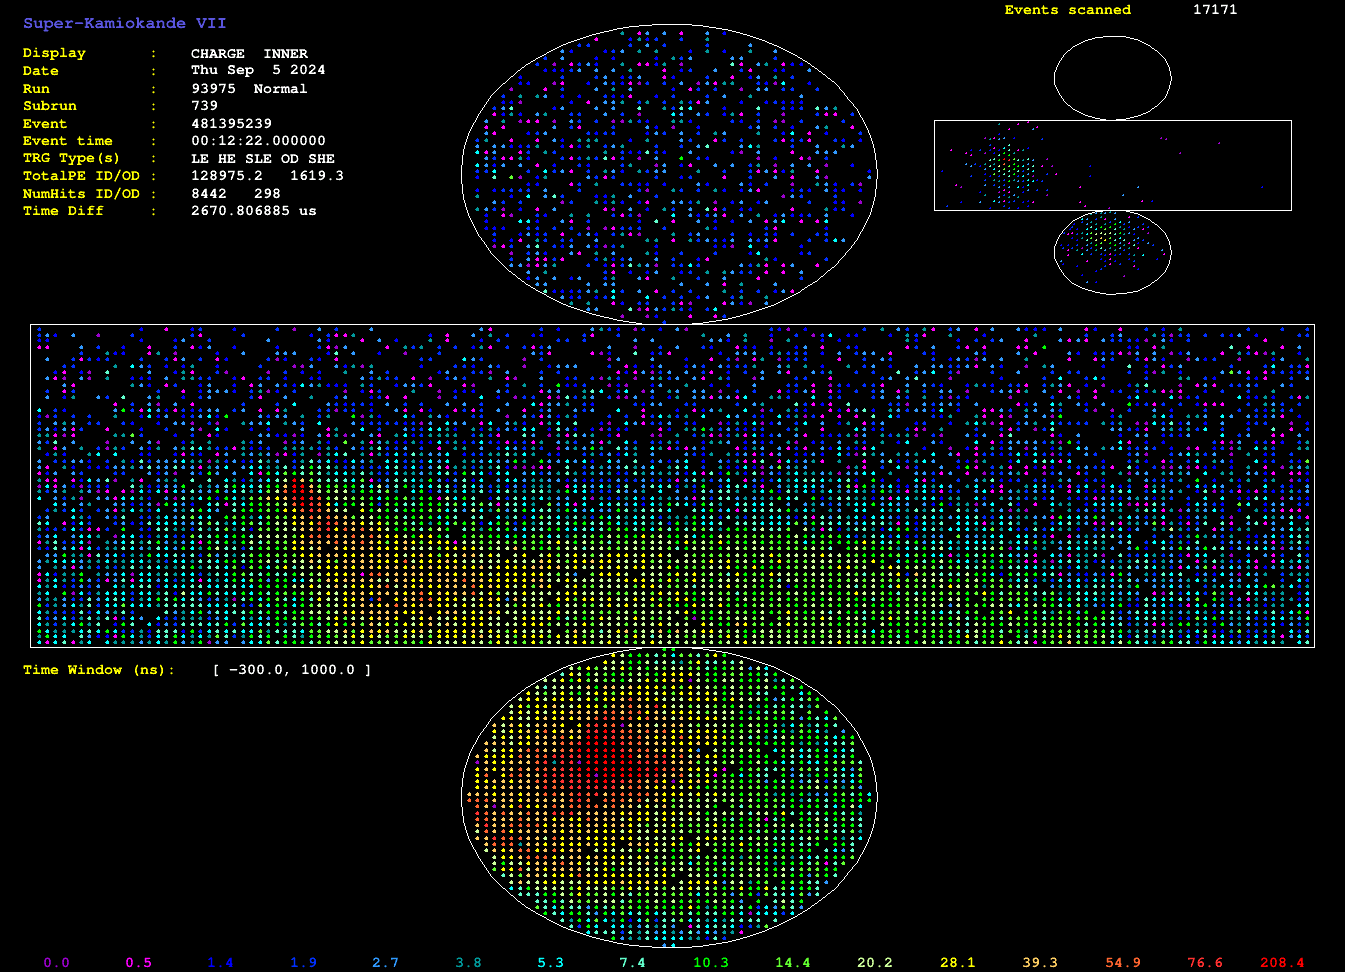 Super-Kamiokande VII
Events scanned 17171
Display : CHARGE INNER
Date : Thu Sep 5 2024
Run : 93975 Normal
Subrun : 739
Event : 481395239
Event time : 00:12:22.000000
TRG Type(s) : LE HE SLE OD SHE
TotalPE ID/OD : 128975.2 1619.3
NumHits ID/OD : 8442 298
Time Diff : 2670.806885 us
Time Window (ns): [ -300.0, 1000.0 ]
0.0 0.5 1.4 1.9 2.7 3.8 5.3 7.4 10.3 14.4 20.2 28.1 39.3 54.9 76.6 208.4